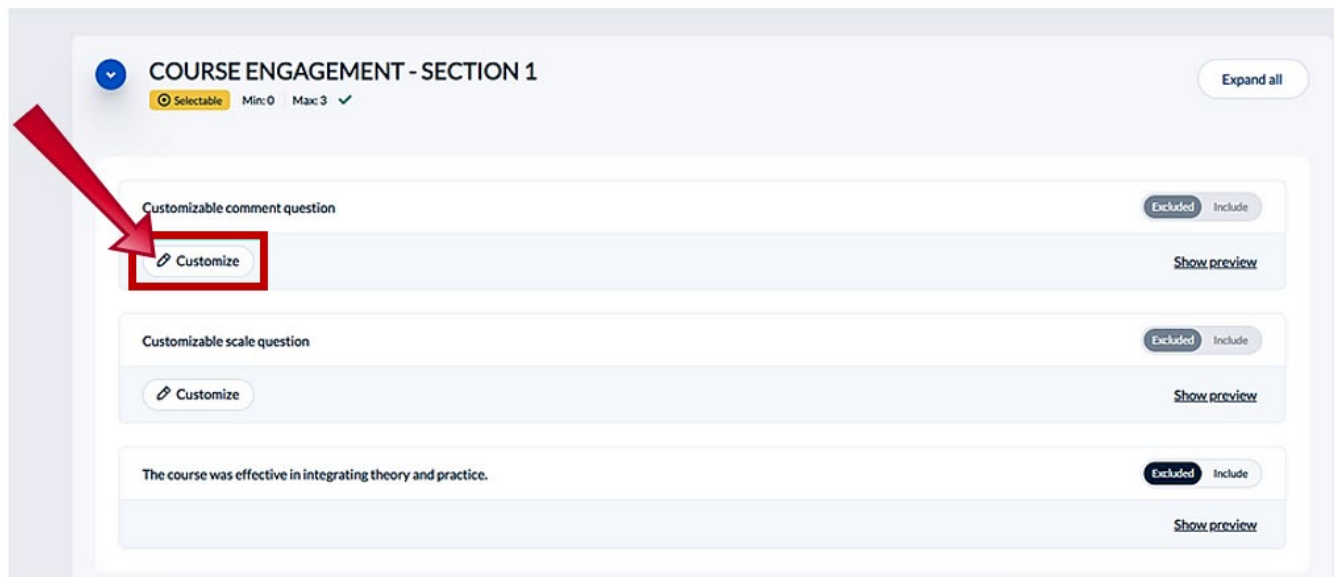 COURSE ENGAGEMENT - SECTION 1
Expand all
Selectable Min: 0 Max: 3
Customizable comment question
Excluded Include
Customize
Show preview
Customizable scale question
Excluded Include
Customize
Show preview
The course was effective in integrating theory and practice.
Excluded Include
Show preview